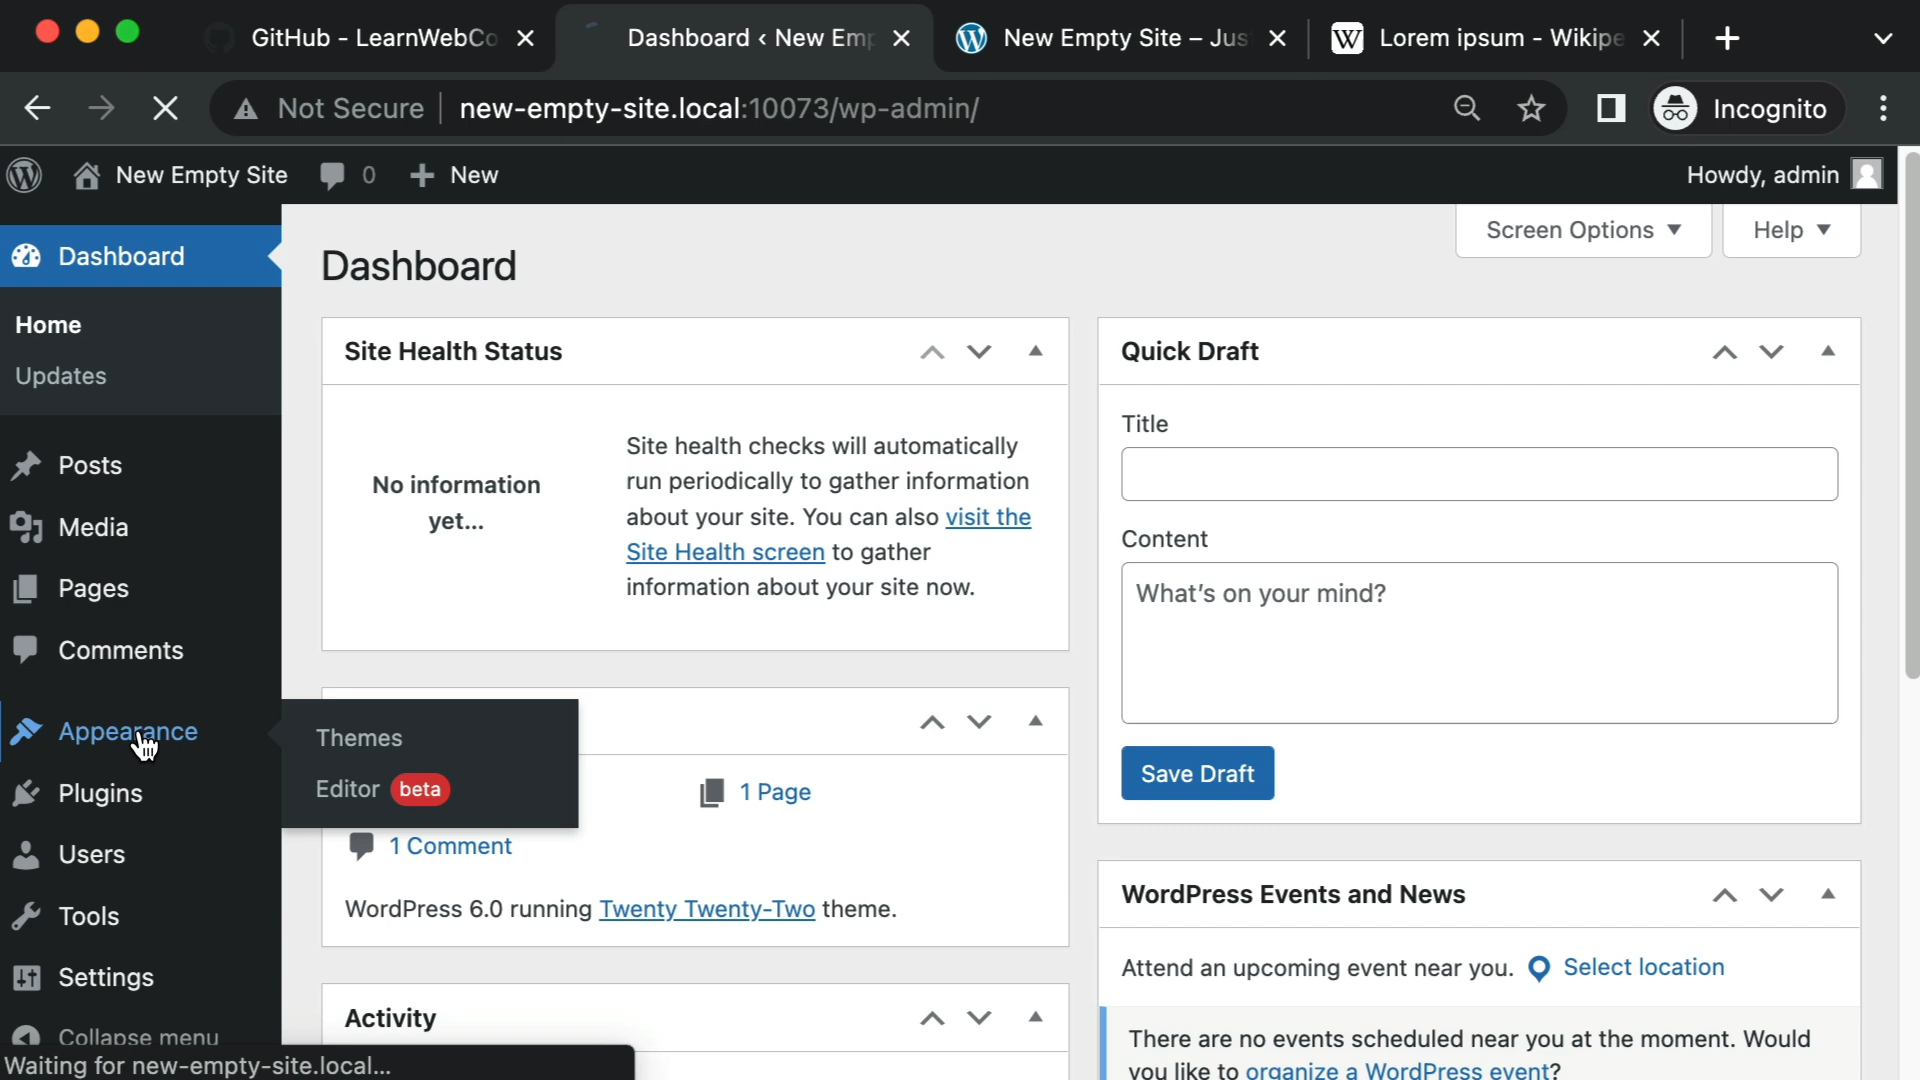 GitHub - LearnWebCo
Dashboard ‹ New Emp
New Empty Site – Jus
Lorem ipsum - Wikipe
Not Secure
new-empty-site.local:10073/wp-admin/
Incognito
New Empty Site
0
New
Howdy, admin
Dashboard
Home
Updates
Posts
Media
Pages
Comments
Appearance
Plugins
Users
Tools
Settings
Collapse menu
Waiting for new-empty-site.local...
Themes
Editor beta
Screen Options
Help
Dashboard
Site Health Status
No information
yet...
Site health checks will automatically
run periodically to gather information
about your site. You can also visit the
Site Health screen to gather
information about your site now.
1 Page
1 Comment
WordPress 6.0 running Twenty Twenty-Two theme.
Activity
Quick Draft
Title
Content
What's on your mind?
Save Draft
WordPress Events and News
Attend an upcoming event near you. Select location
There are no events scheduled near you at the moment. Would
you like to organize a WordPress event?